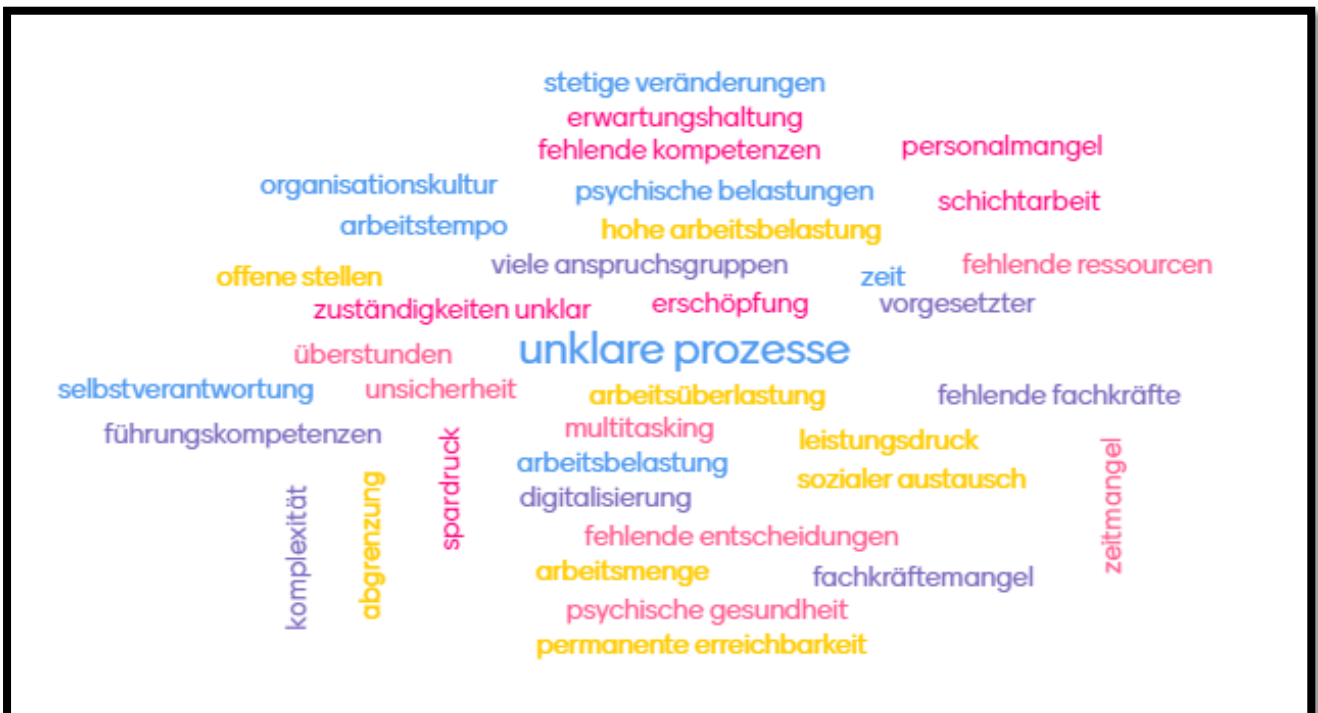 stetige veränderungen
erwartungshaltung
fehlende kompetenzen
personalmangel
organisationskultur
psychische belastungen
schichtarbeit
arbeitstempo
hohe arbeitsbelastung
offene stellen
viele anspruchsgruppen
zeit
fehlende ressourcen
zuständigkeiten unklar
erschöpfung
vorgesetzter
überstunden
unklare prozesse
selbstverantwortung
unsicherheit
arbeitsüberlastung
fehlende fachkräfte
führungskompetenzen
multitasking
leistungsdruck
spardruck
arbeitsbelastung
sozialer austausch
zeitmangel
komplexität
abgrenzung
digitalisierung
fehlende entscheidungen
arbeitsmenge
fachkräftemangel
psychische gesundheit
permanente erreichbarkeit